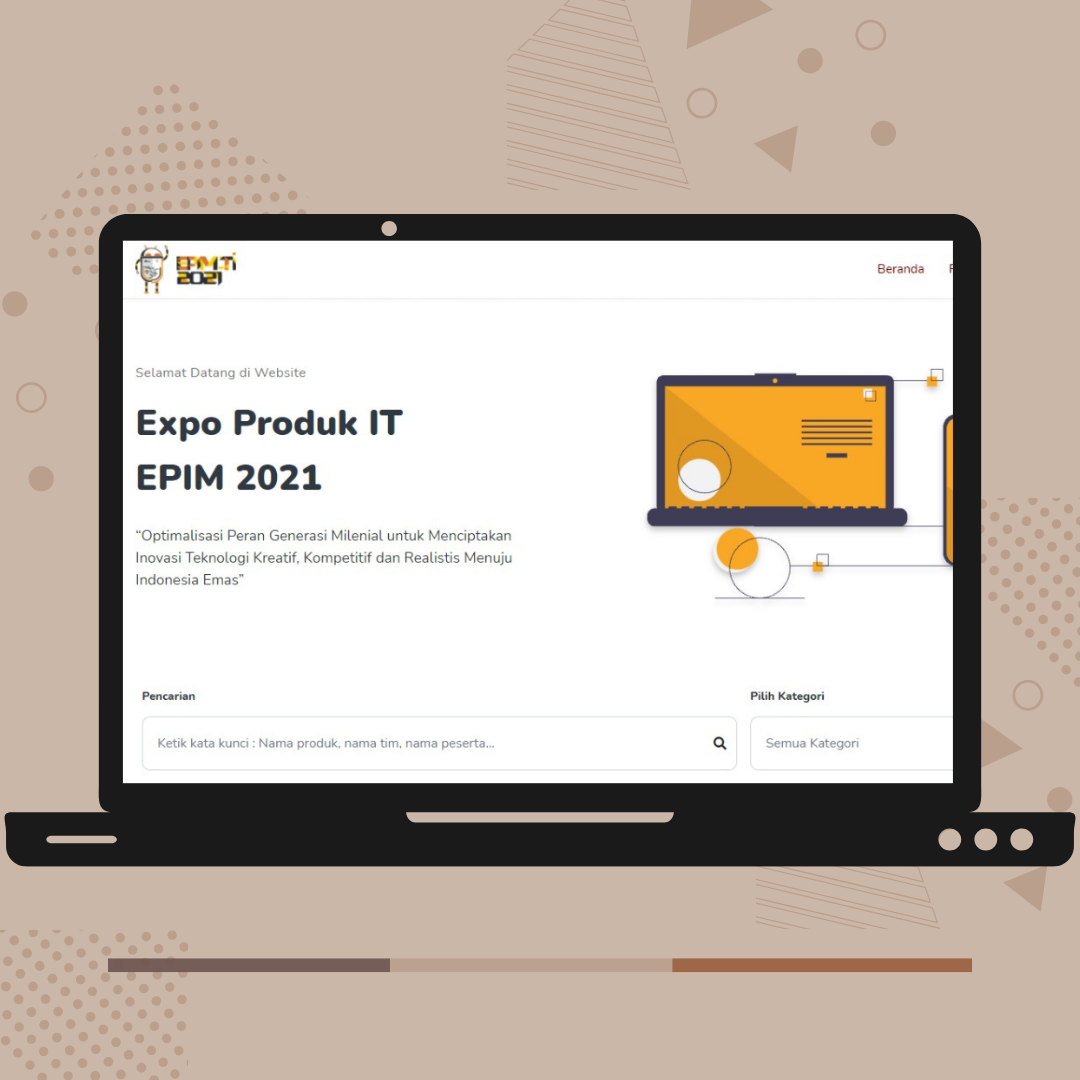 EPIM TI
2021
Beranda
Selamat Datang di Website
Expo Produk IT
EPIM 2021
“Optimalisasi Peran Generasi Milenial untuk Menciptakan
Inovasi Teknologi Kreatif, Kompetitif dan Realistis Menuju
Indonesia Emas”
Pencarian
Pilih Kategori
Ketik kata kunci : Nama produk, nama tim, nama peserta...
Semua Kategori